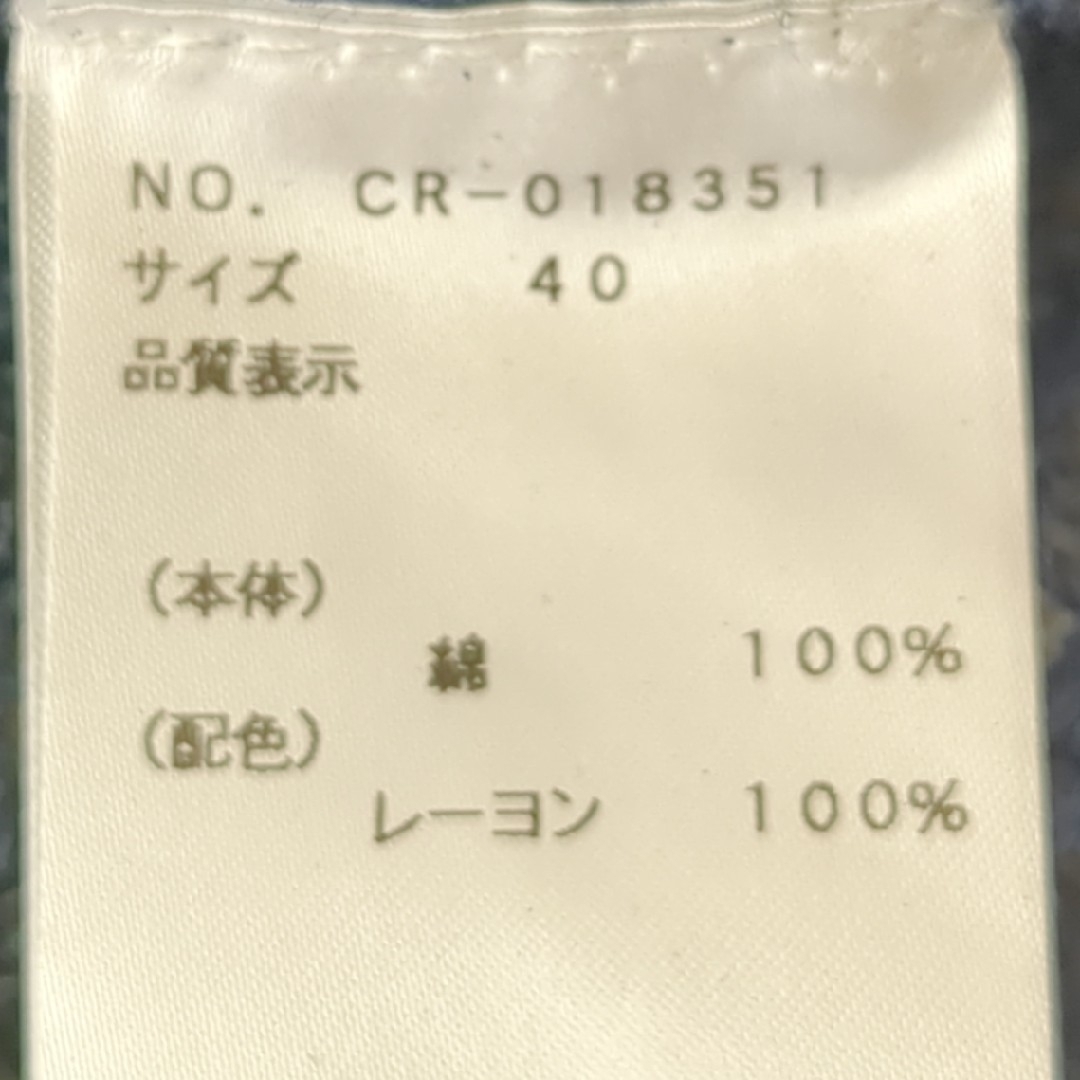 NO. CR-018351
サイズ 40
品質表示
(本体)
綿 100%
(配色)
レーヨン 100%